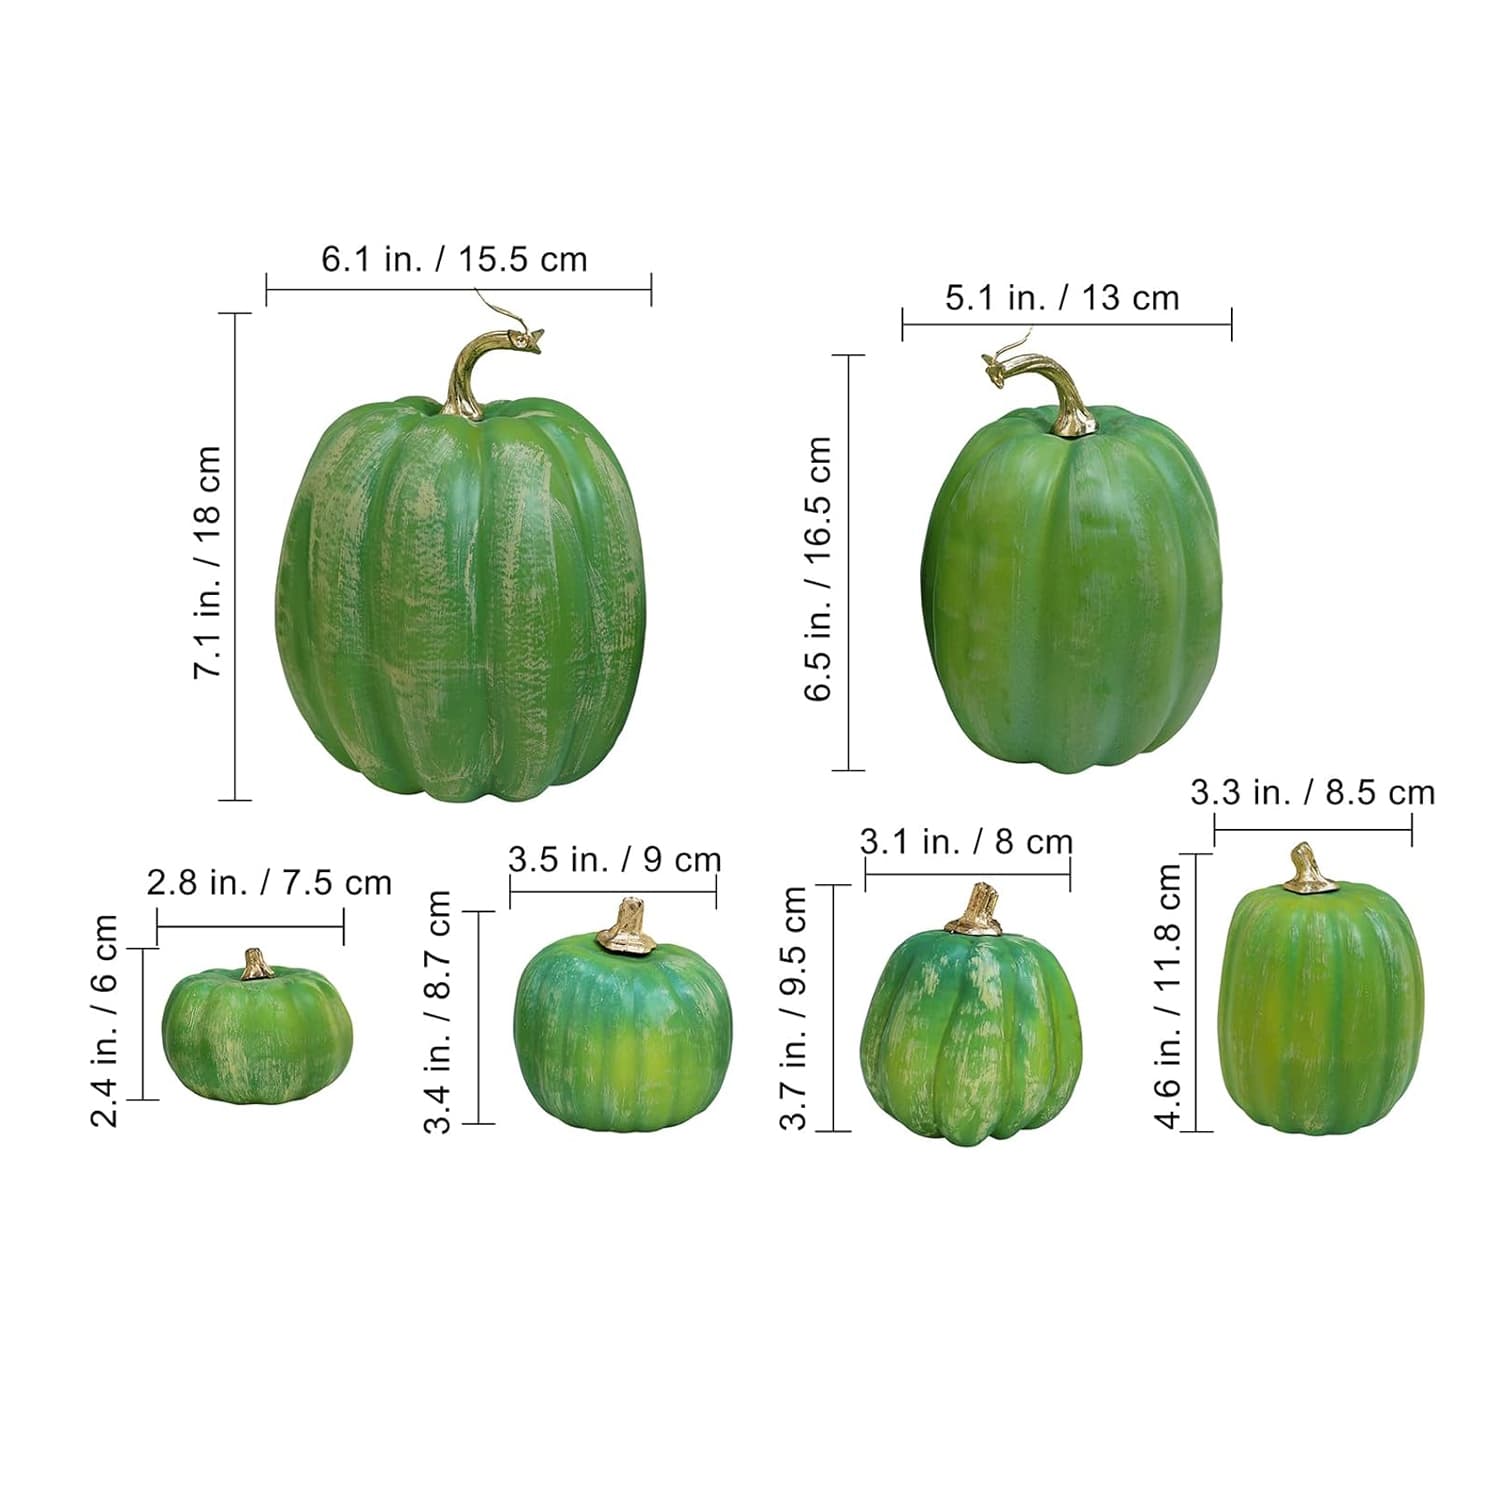 6.1 in. / 15.5 cm
7.1 in. / 18 cm
5.1 in. / 13 cm
6.5 in. / 16.5 cm
2.8 in. / 7.5 cm
2.4 in. / 6 cm
3.5 in. / 9 cm
3.4 in. / 8.7 cm
3.1 in. / 8 cm
3.7 in. / 9.5 cm
3.3 in. / 8.5 cm
4.6 in. / 11.8 cm